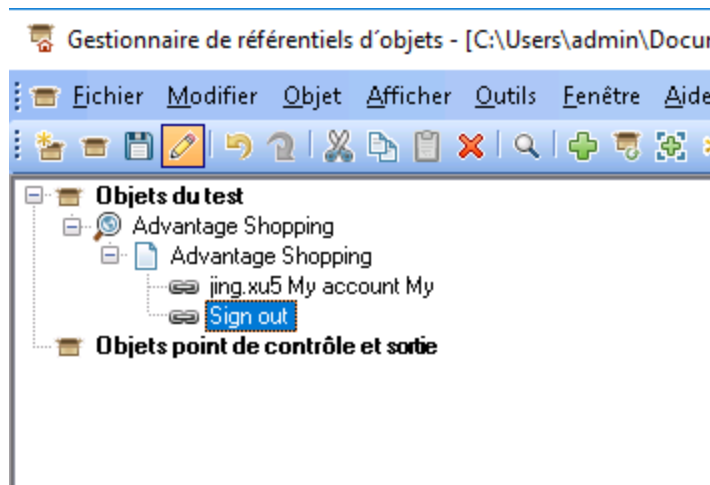 Gestionnaire de référentiels d´objets - [C:\Users\admin\Docu
Fichier Modifier Objet Afficher Outils Fenêtre Aide
Objets du test
Advantage Shopping
Advantage Shopping
jing.xu5 My account My
Sign out
Objets point de contrôle et sortie